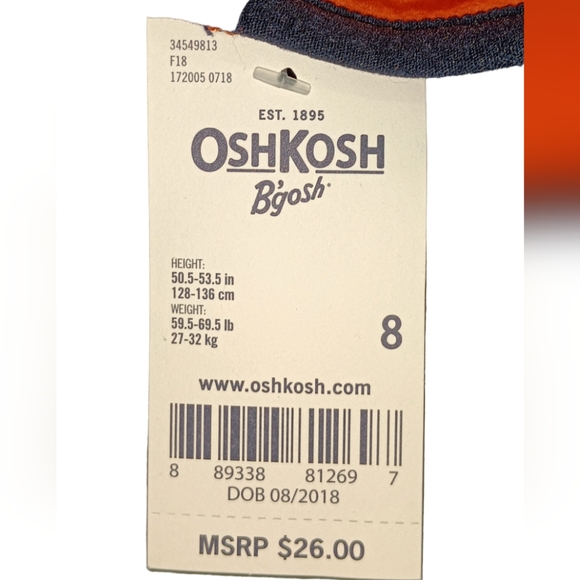 34549813
F18
172005 0718
EST. 1895
OSHKOSH
B'gosh
HEIGHT:
50.5-53.5 in
128-136 cm
WEIGHT:
59.5-69.5 lb
27-32 kg
8
www.oshkosh.com
8 89338 81269 7
DOB 08/2018
MSRP $26.00